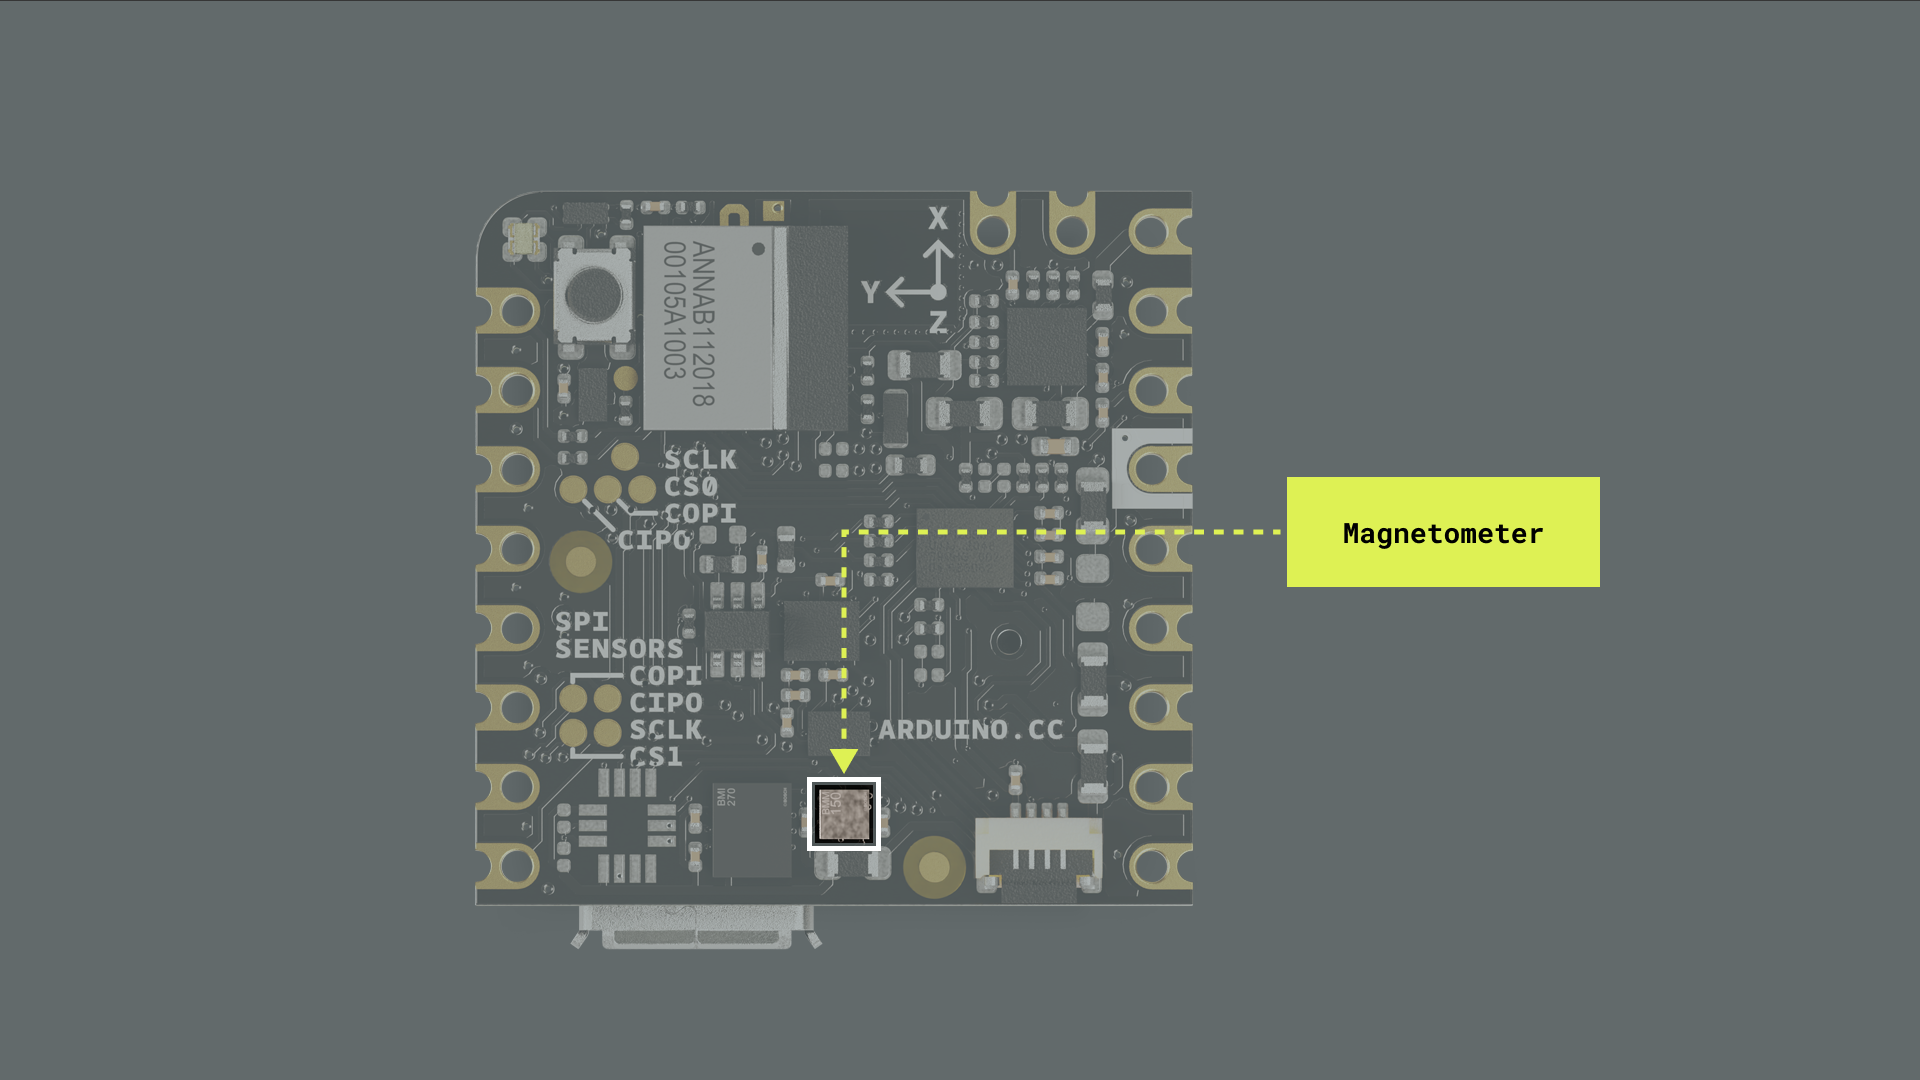 X
Y
Z
ANNAB112018
00105A1003
SCLK
CS0
COPI
CIPO
Magnetometer
SPI
SENSORS
COPI
CIPO
SCLK
CS1
ARDUINO.CC
BMI
270
BMM
150